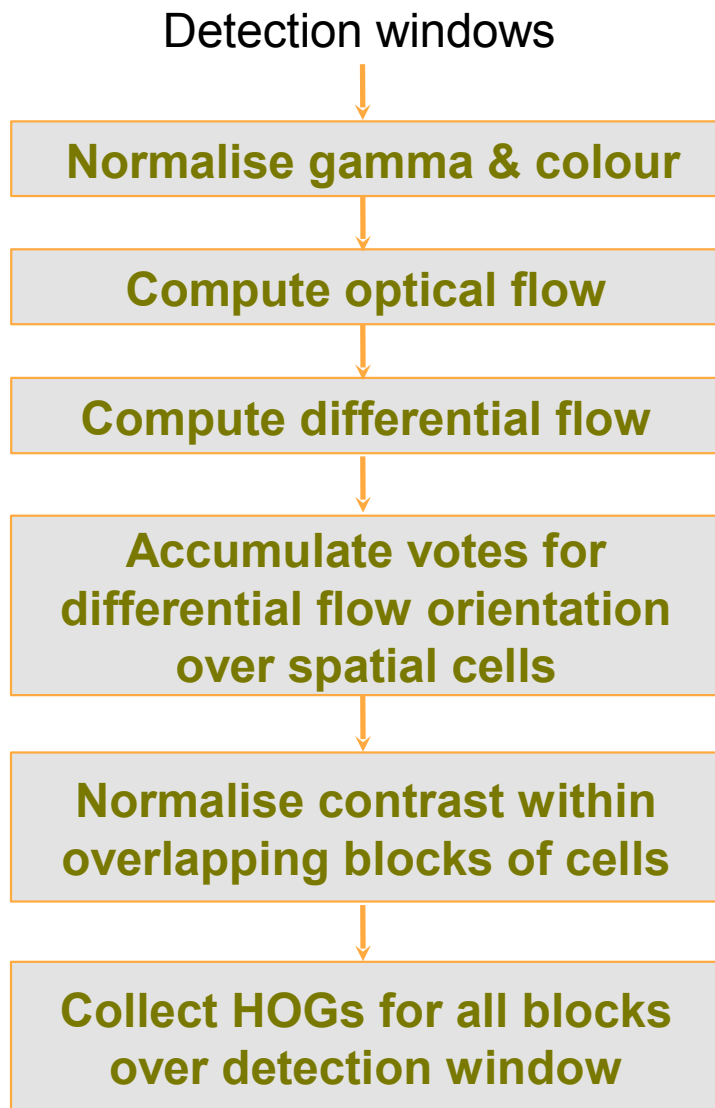 Detection windows
Normalise gamma & colour
Compute optical flow
Compute differential flow
Accumulate votes for
differential flow orientation
over spatial cells
Normalise contrast within
overlapping blocks of cells
Collect HOGs for all blocks
over detection window